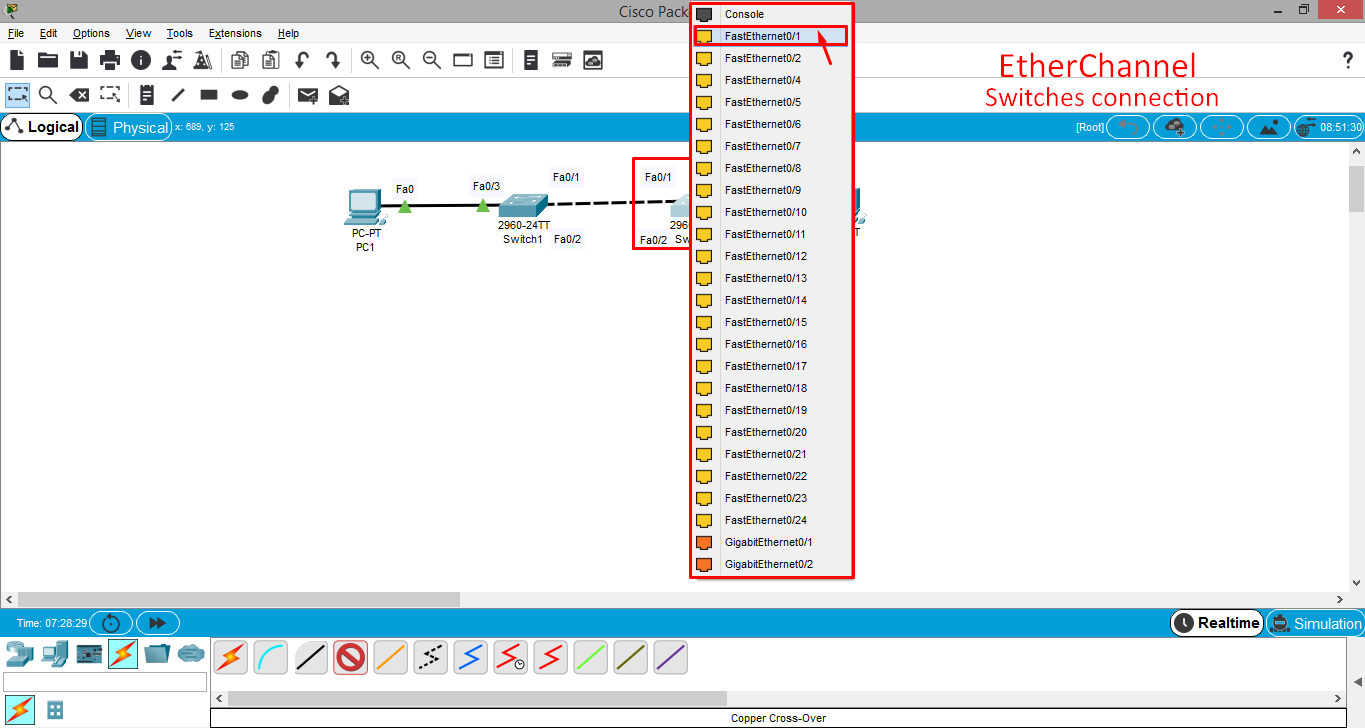 Cisco Pack
File Edit Options View Tools Extensions Help
EtherChannel
Switches connection
?
Logical
Physical x: 689, y: 125
[Root]
08:51:30
Console
FastEthernet0/1
FastEthernet0/2
FastEthernet0/4
FastEthernet0/5
FastEthernet0/6
FastEthernet0/7
FastEthernet0/8
FastEthernet0/9
FastEthernet0/10
FastEthernet0/11
FastEthernet0/12
FastEthernet0/13
FastEthernet0/14
FastEthernet0/15
FastEthernet0/16
FastEthernet0/17
FastEthernet0/18
FastEthernet0/19
FastEthernet0/20
FastEthernet0/21
FastEthernet0/22
FastEthernet0/23
FastEthernet0/24
GigabitEthernet0/1
GigabitEthernet0/2
Fa0
PC-PT
PC1
Fa0/3
Fa0/1
2960-24TT
Switch1
Fa0/2
Fa0/1
2960
Fa0/2
Sw
T
Time: 07:28:29
Realtime
Simulation
Copper Cross-Over